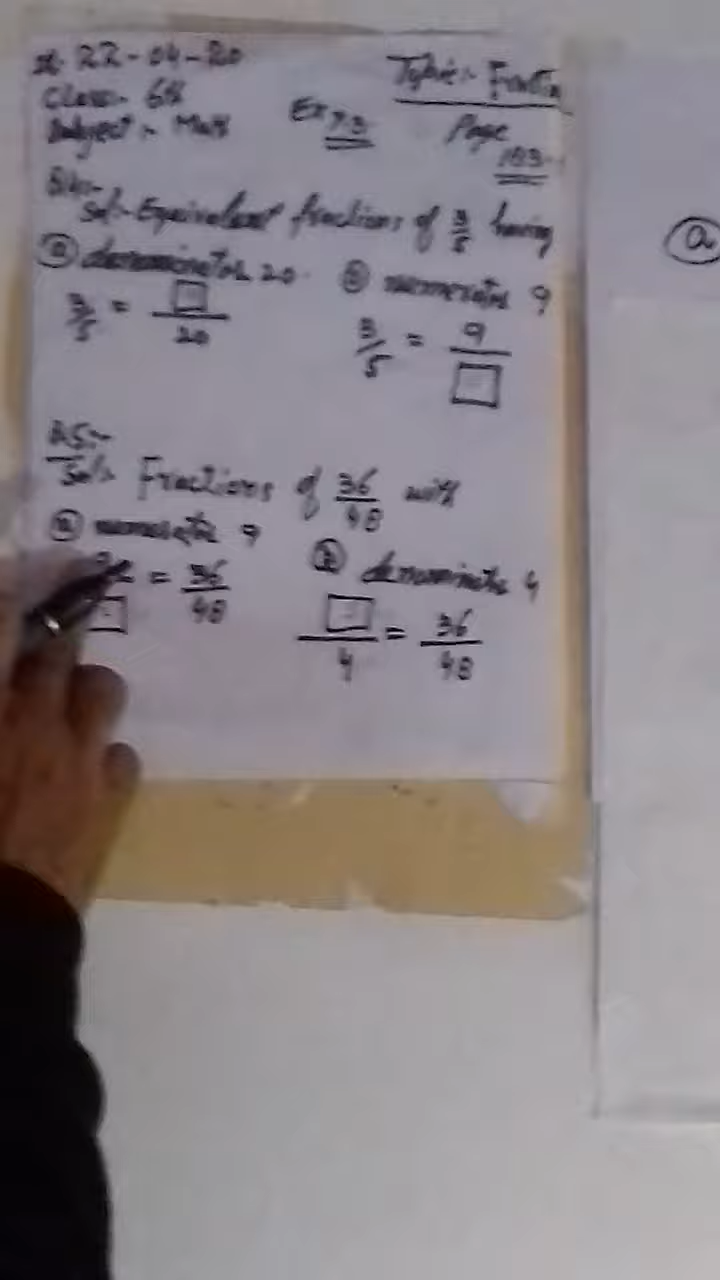 22-04-20
Class:- 6th
Subject:- Math
Topic:- Fractin
Ex 7.3
Page
153
Sol:- Equivalent fractions of 3/5 having
(a) denominator 20.
(b) numerator 9
3/5 = □/20
3/5 = 9/□
Q5:-
Sol:- Fractions of 36/48 with
(a) numerator 9
(b) denominator 4
□ = 36/48
□/4 = 36/48
(a)